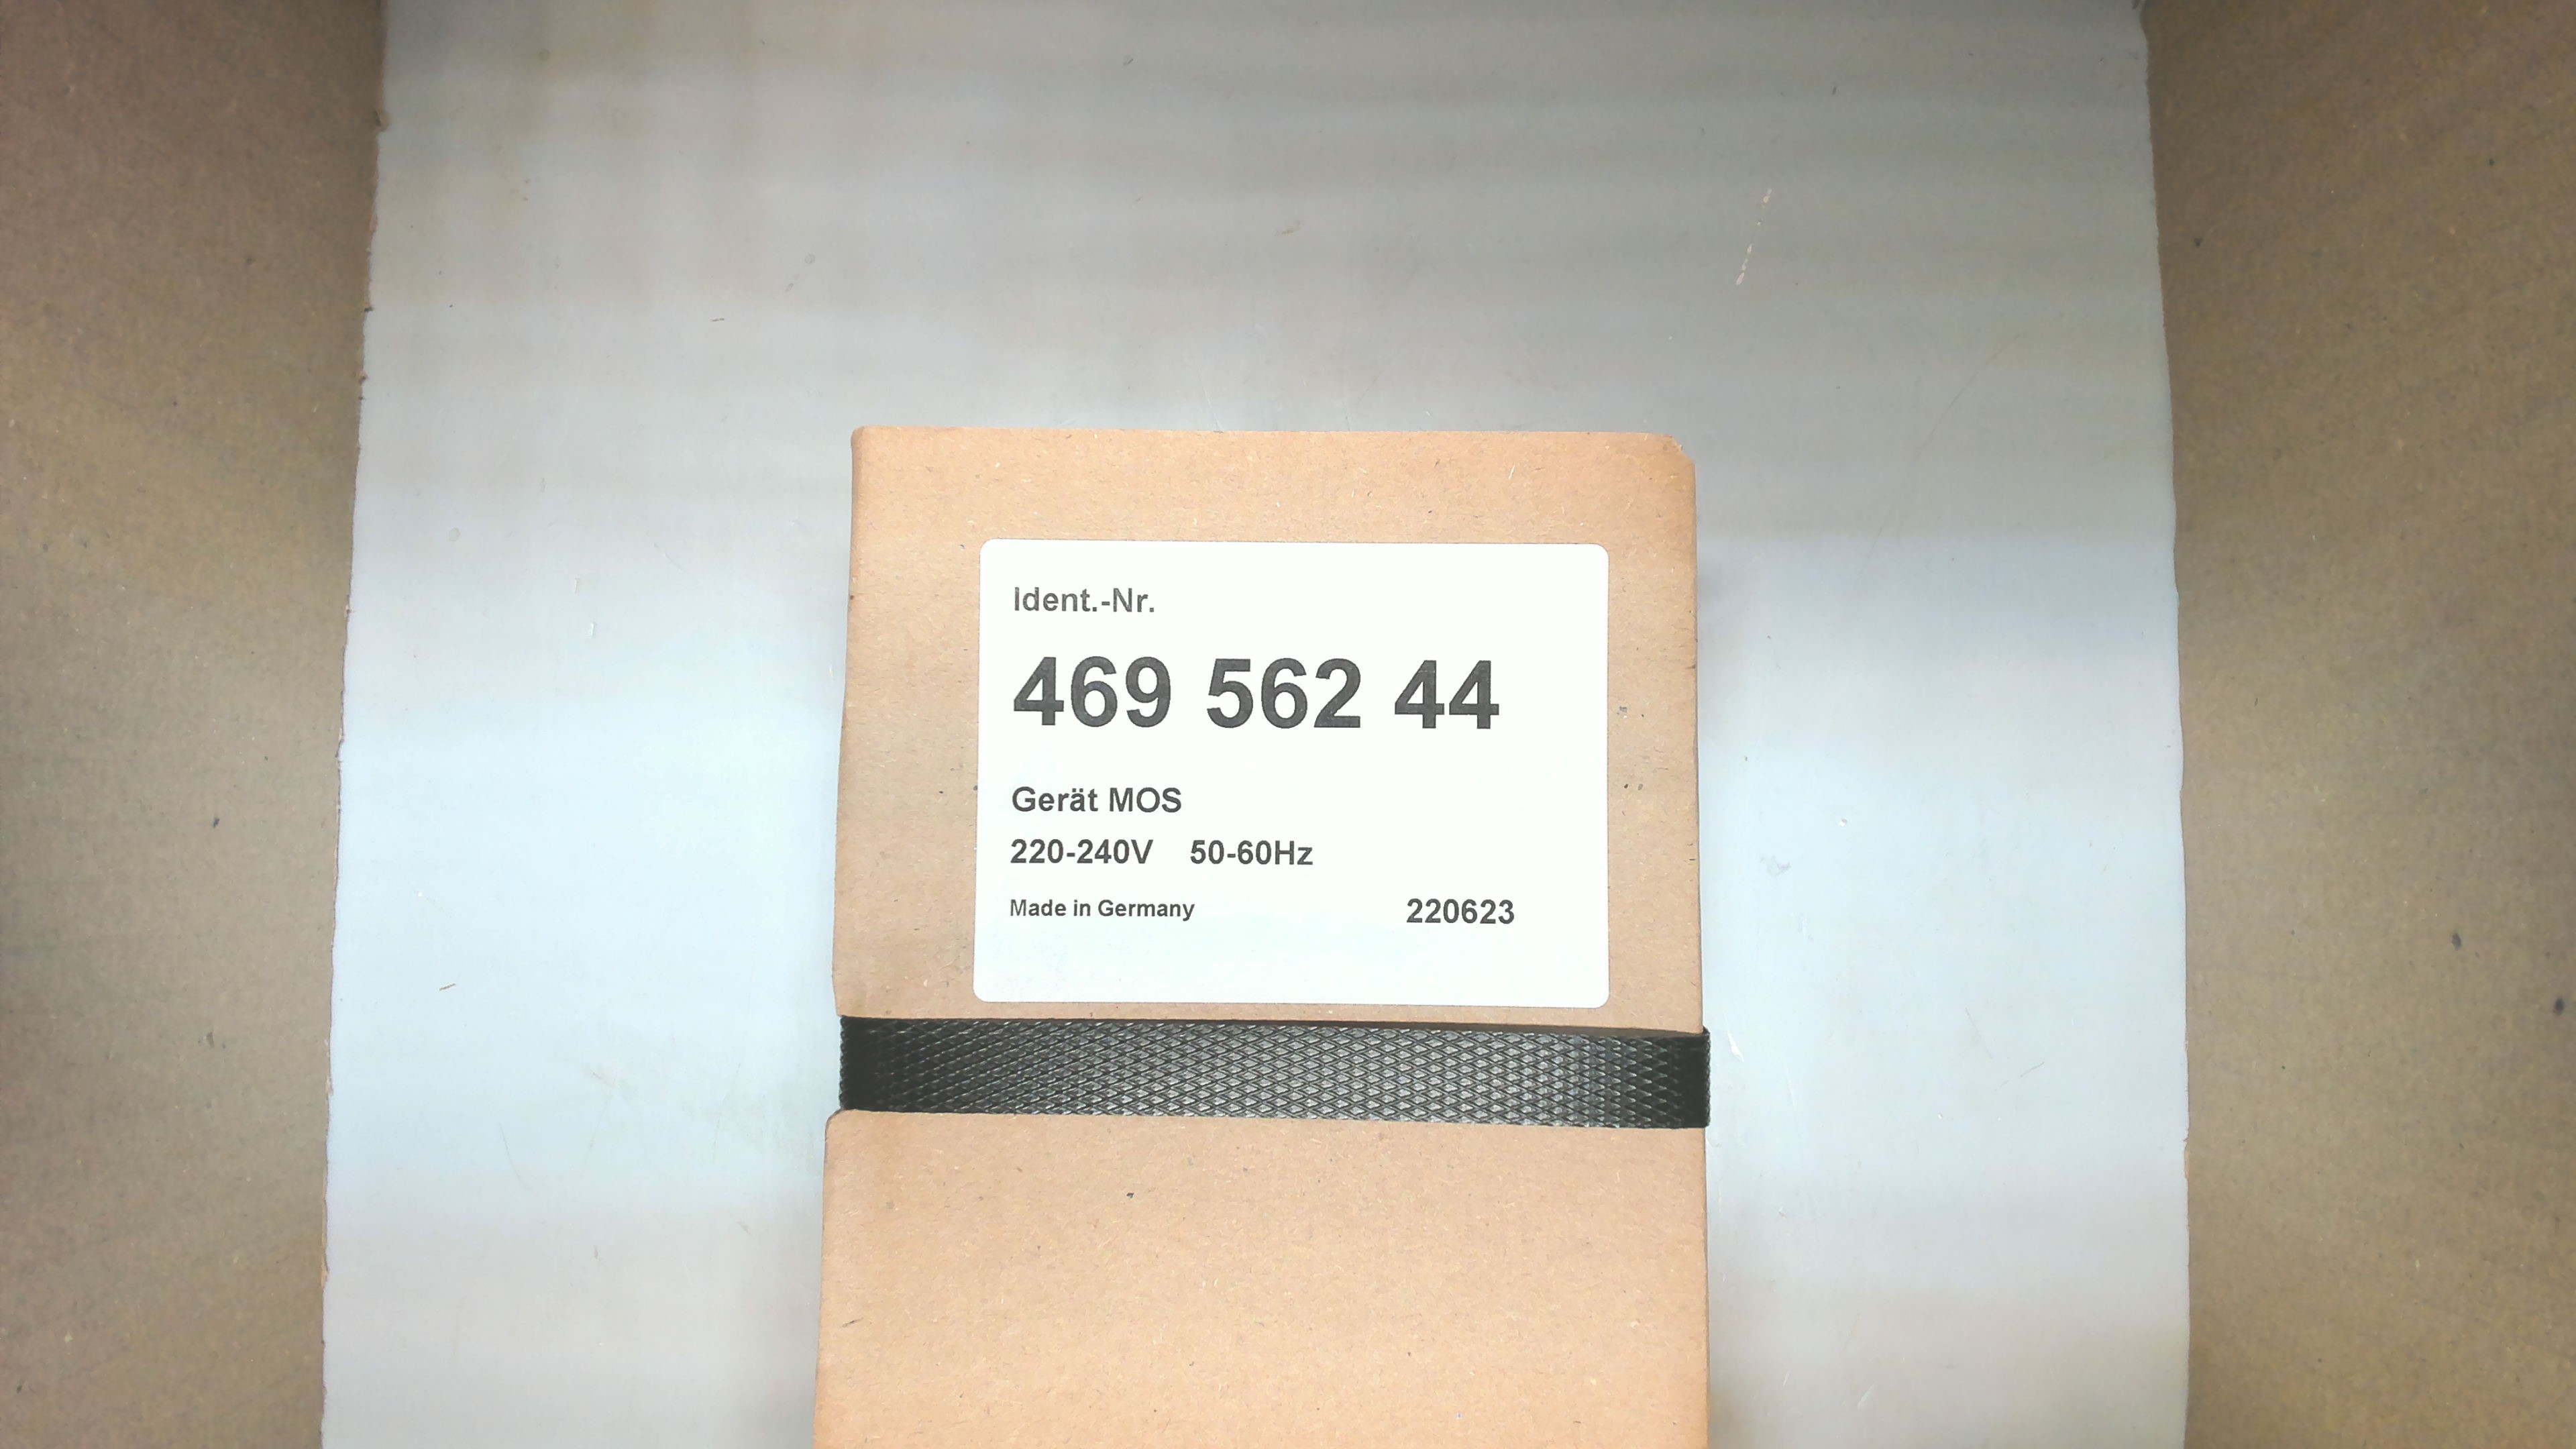 Ident.-Nr.
469 562 44
Gerät MOS
220-240V 50-60Hz
Made in Germany 220623